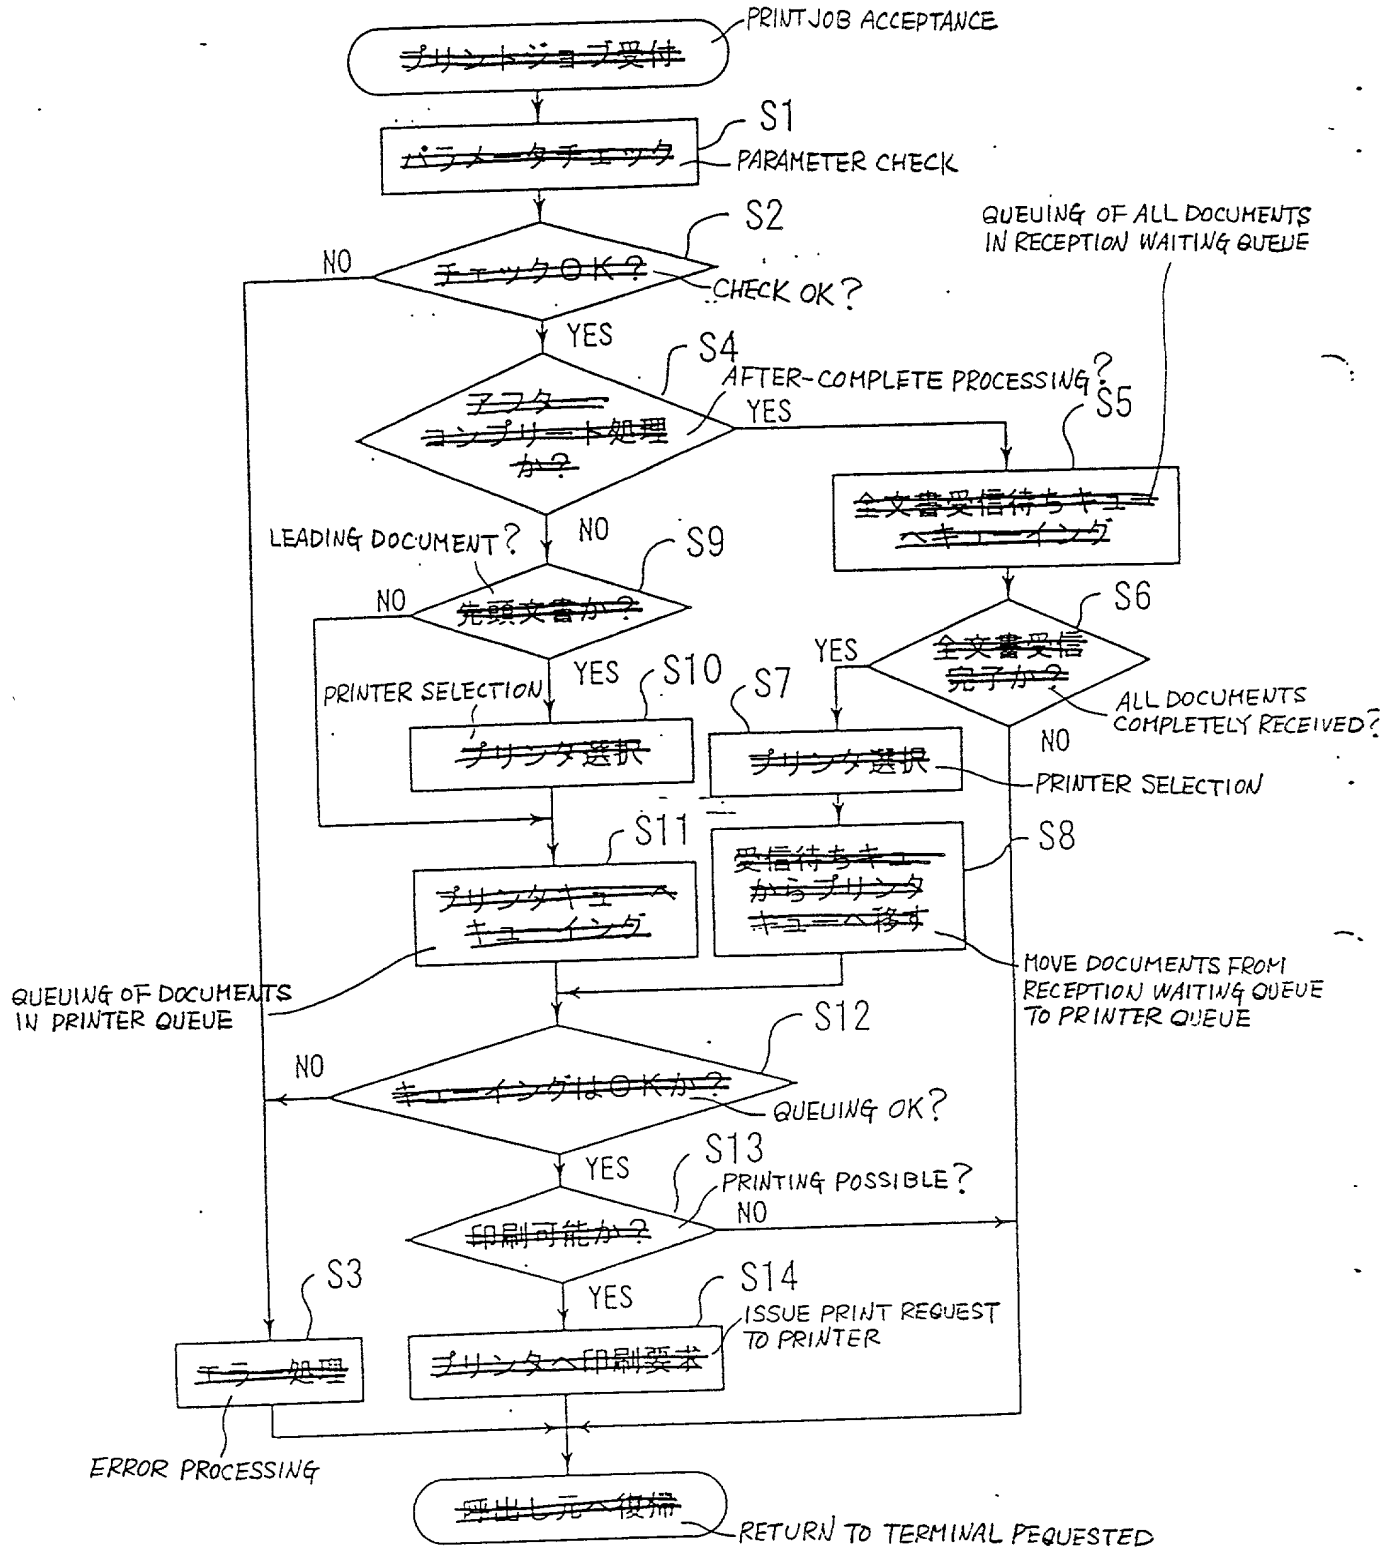 PRINT JOB ACCEPTANCE
プリントジョブ受付
S1
パラメータチェック
PARAMETER CHECK
S2
QUEUING OF ALL DOCUMENTS
IN RECEPTION WAITING QUEUE
NO
チェックOK?
CHECK OK?
YES
S4
AFTER-COMPLETE PROCESSING?
アフター
コンプリート処理
か?
YES
S5
全文書受信待ちキュー
へキューイング
NO
LEADING DOCUMENT?
S9
NO
先頭文書か?
S6
YES
全文書受信
完了か?
ALL DOCUMENTS
COMPLETELY RECEIVED?
NO
YES
S10
PRINTER SELECTION
プリンタ選択
S7
プリンタ選択
PRINTER SELECTION
S11
プリンタキューへ
キューイング
S8
受信待ちキュー
からプリンタ
キューへ移す
MOVE DOCUMENTS FROM
RECEPTION WAITING QUEUE
TO PRINTER QUEUE
QUEUING OF DOCUMENTS
IN PRINTER QUEUE
S12
NO
キューイングはOKか?
QUEUING OK?
YES
S13
PRINTING POSSIBLE?
NO
印刷可能か?
YES
S3
S14
ISSUE PRINT REQUEST
TO PRINTER
エラー処理
プリンタへ印刷要求
ERROR PROCESSING
呼出し元へ復帰
RETURN TO TERMINAL PEQUESTED